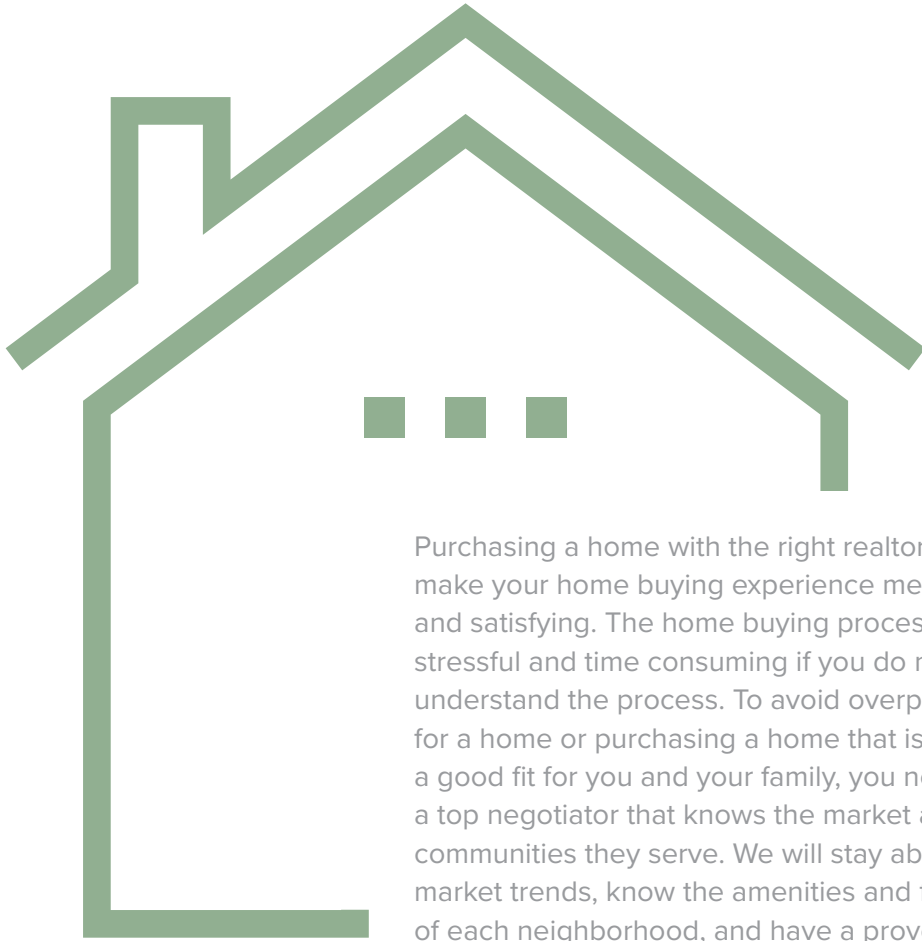 Purchasing a home with the right realtor
make your home buying experience
and satisfying. The home buying
stressful and time consuming if you do
understand the process. To avoid
for a home or purchasing a home that is
a good fit for you and your family, you
a top negotiator that knows the market
communities they serve. We will stay
market trends, know the amenities and
of each neighborhood, and have a